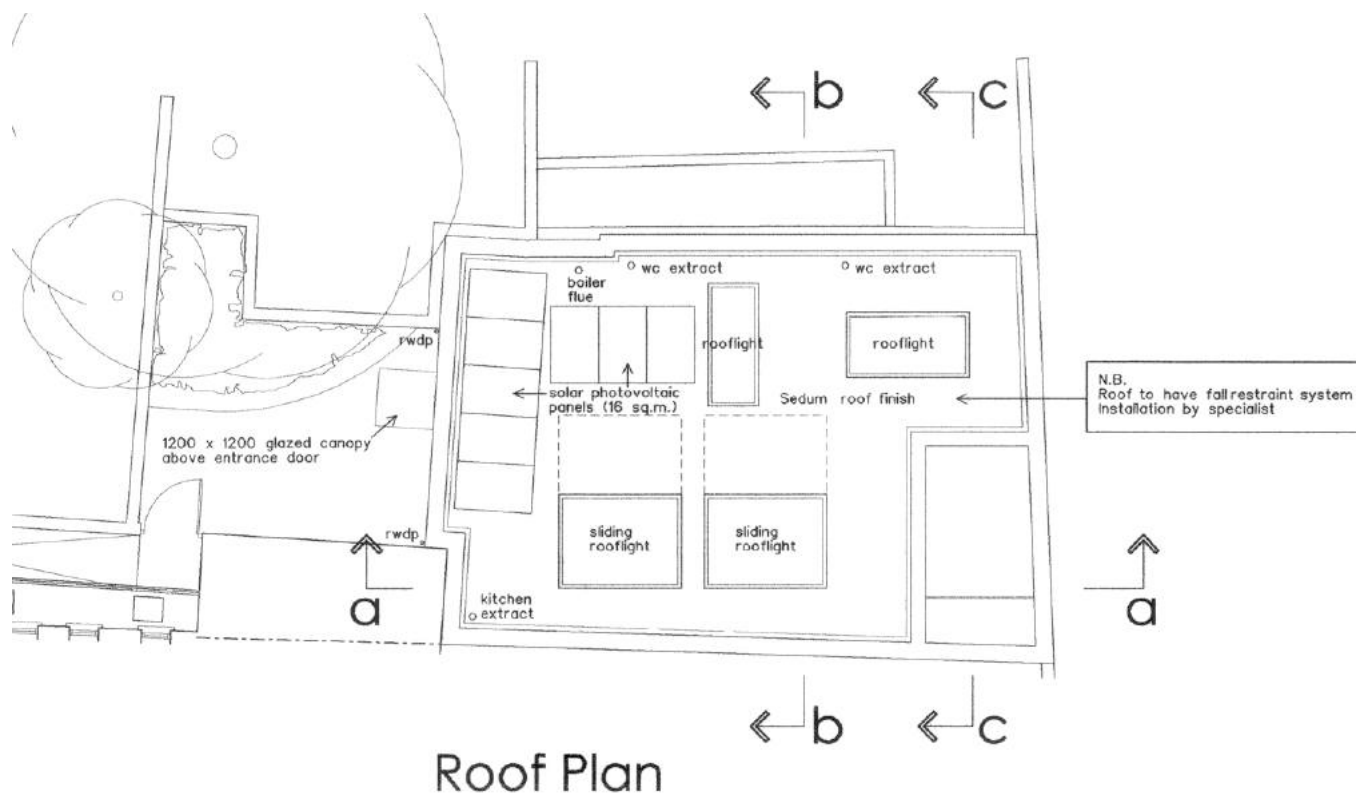 b
c
wc extract
wc extract
boiler
flue
rwdp
rooflight
rooflight
solar photovoltaic
panels (16 sq.m.)
Sedum roof finish
N.B.
Roof to have fall restraint system
Installation by specialist
1200 x 1200 glazed canopy
above entrance door
rwdp
sliding
rooflight
sliding
rooflight
a
kitchen
extract
a
b
c
Roof Plan